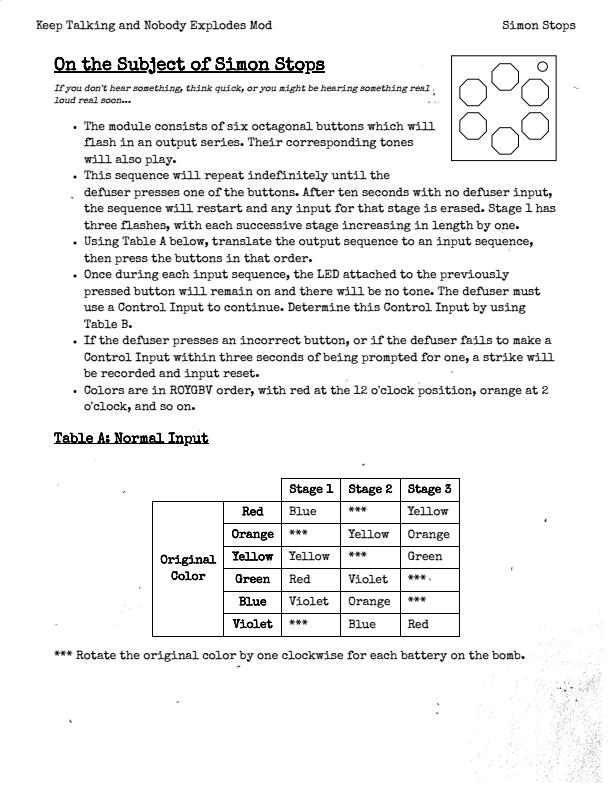 Keep Talking and Nobody Explodes Mod Simon Stops
On the Subject of Simon Stops
If you don't hear something, think quick, or you might be hearing something real
loud real soon...
• The module consists of six octagonal buttons which will
flash in an output series. Their corresponding tones
will also play.
• This sequence will repeat indefinitely until the
defuser presses one of the buttons. After ten seconds with no defuser input,
the sequence will restart and any input for that stage is erased. Stage 1 has
three flashes, with each successive stage increasing in length by one.
• Using Table A below, translate the output sequence to an input sequence,
then press the buttons in that order.
• Once during each input sequence, the LED attached to the previously
pressed button will remain on and there will be no tone. The defuser must
use a Control Input to continue. Determine this Control Input by using
Table B.
• If the defuser presses an incorrect button, or if the defuser fails to make a
Control Input within three seconds of being prompted for one, a strike will
be recorded and input reset.
• Colors are in ROYGBV order, with red at the 12 o'clock position, orange at 2
o'clock, and so on.
Table A: Normal Input
Stage 1 Stage 2 Stage 3
Red Blue *** Yellow
Orange *** Yellow Orange
Original Color
Yellow Yellow *** Green
Green Red Violet ***
Blue Violet Orange ***
Violet *** Blue Red
*** Rotate the original color by one clockwise for each battery on the bomb.